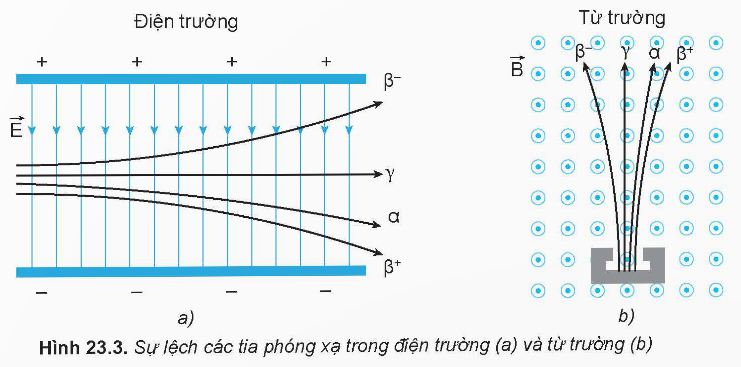 Điện trường
Từ trường
+ + + +
β⁻
E
γ
α
β⁺
– – – –
a)
B
β⁻ γ α β⁺
b)
Hình 23.3. Sự lệch các tia phóng xạ trong điện trường (a) và từ trường (b)